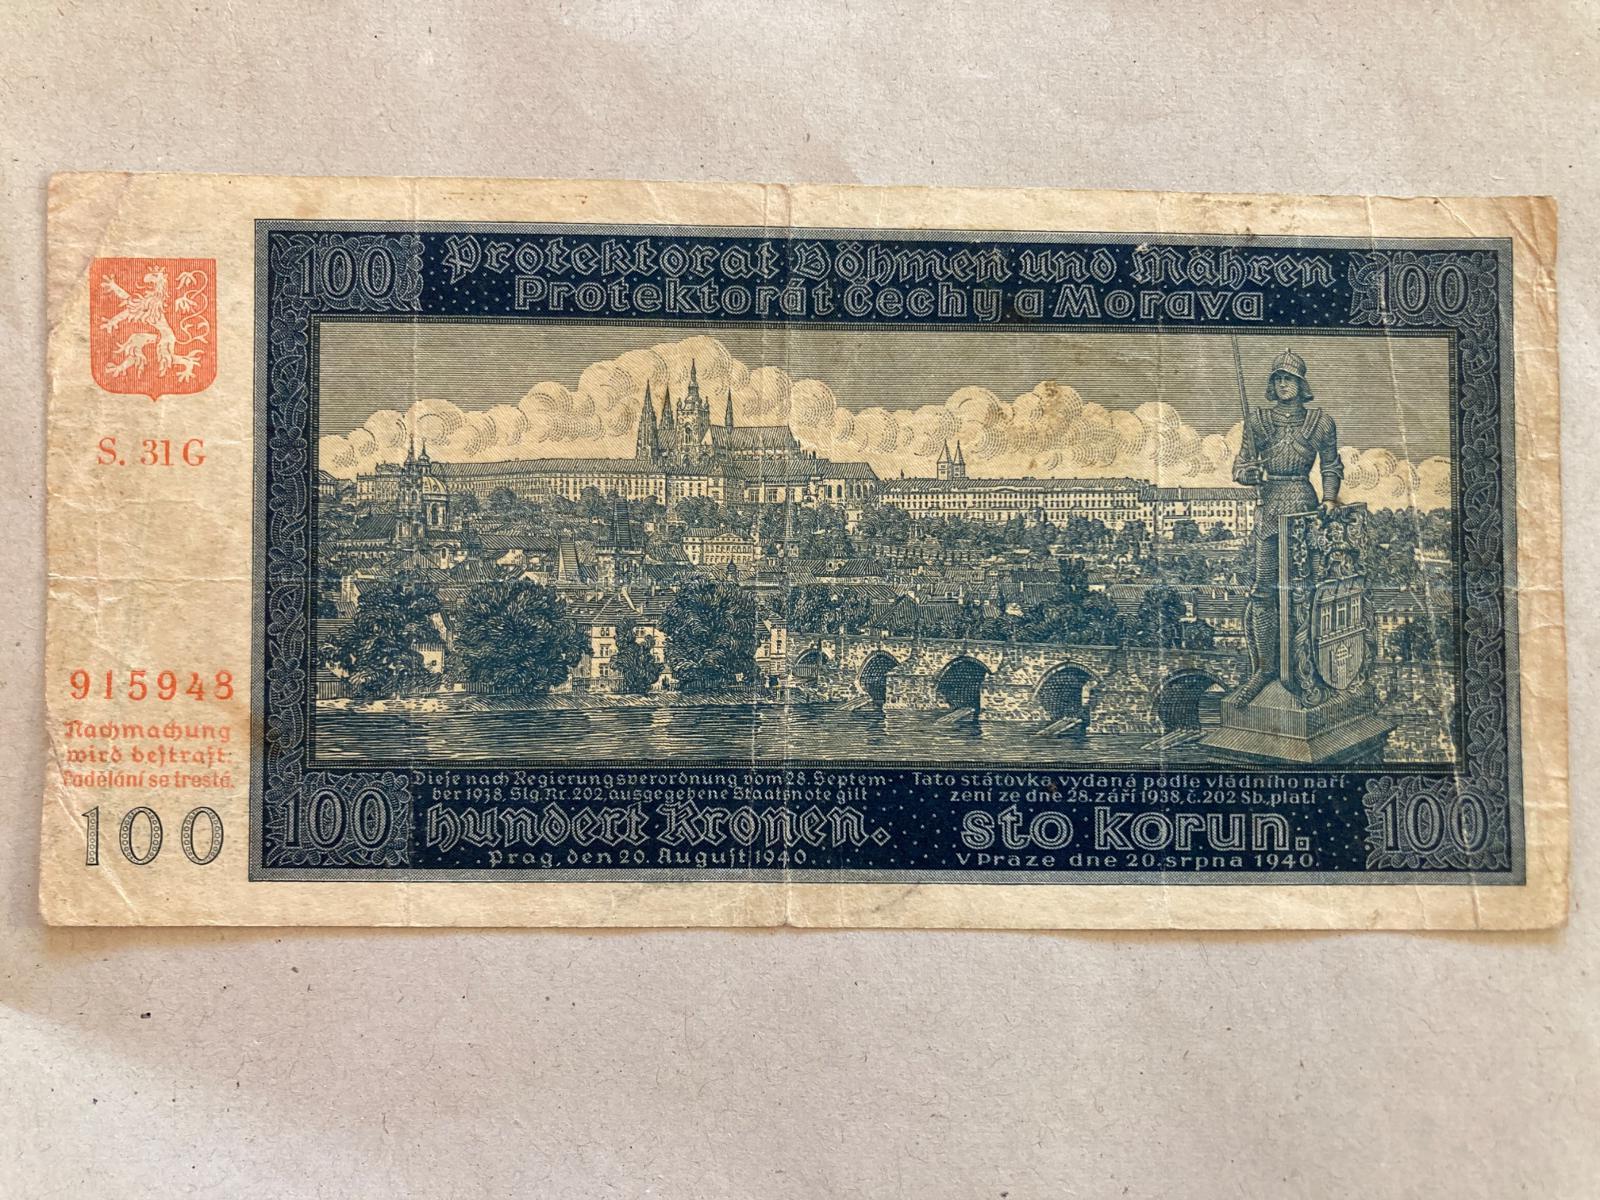 100
Protektorat Böhmen und Mähren
Protektorát Čechy a Morava
100
S. 31 G
915948
Nachmachung
wird bestraft:
Padělání se trestá.
100
100
Diese nach Regierungsverordnung vom 28. Septem-
ber 1938, Slg. Nr. 202, ausgegebene Staatsnote gilt
hundert Kronen.
Prag, den 20. August 1940.
Tato státovka vydaná podle vládního naří-
zení ze dne 28. září 1938, č. 202 Sb., platí
sto korun.
V Praze dne 20. srpna 1940.
100